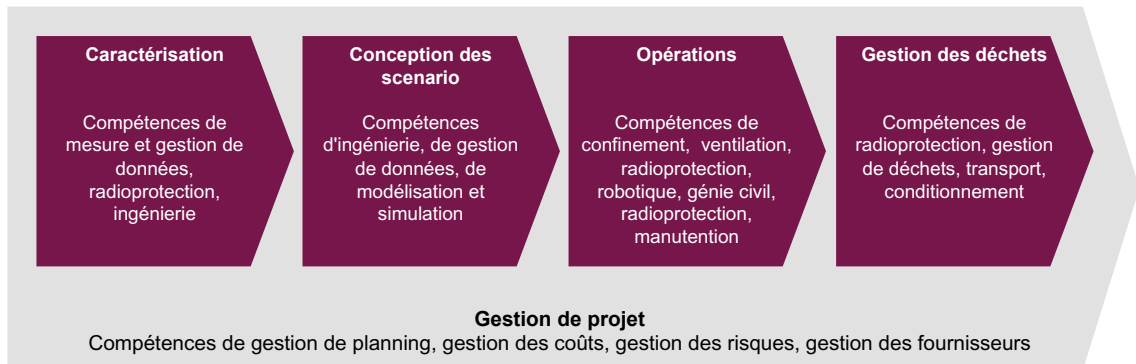 Caractérisation
Compétences de
mesure et gestion de
données,
radioprotection,
ingénierie
Conception des
scenario
Compétences
d'ingénierie, de gestion
de données, de
modélisation et
simulation
Opérations
Compétences de
confinement, ventilation,
radioprotection,
robotique, génie civil,
radioprotection,
manutention
Gestion des déchets
Compétences de
radioprotection, gestion
de déchets, transport,
conditionnement
Gestion de projet
Compétences de gestion de planning, gestion des coûts, gestion des risques, gestion des fournisseurs